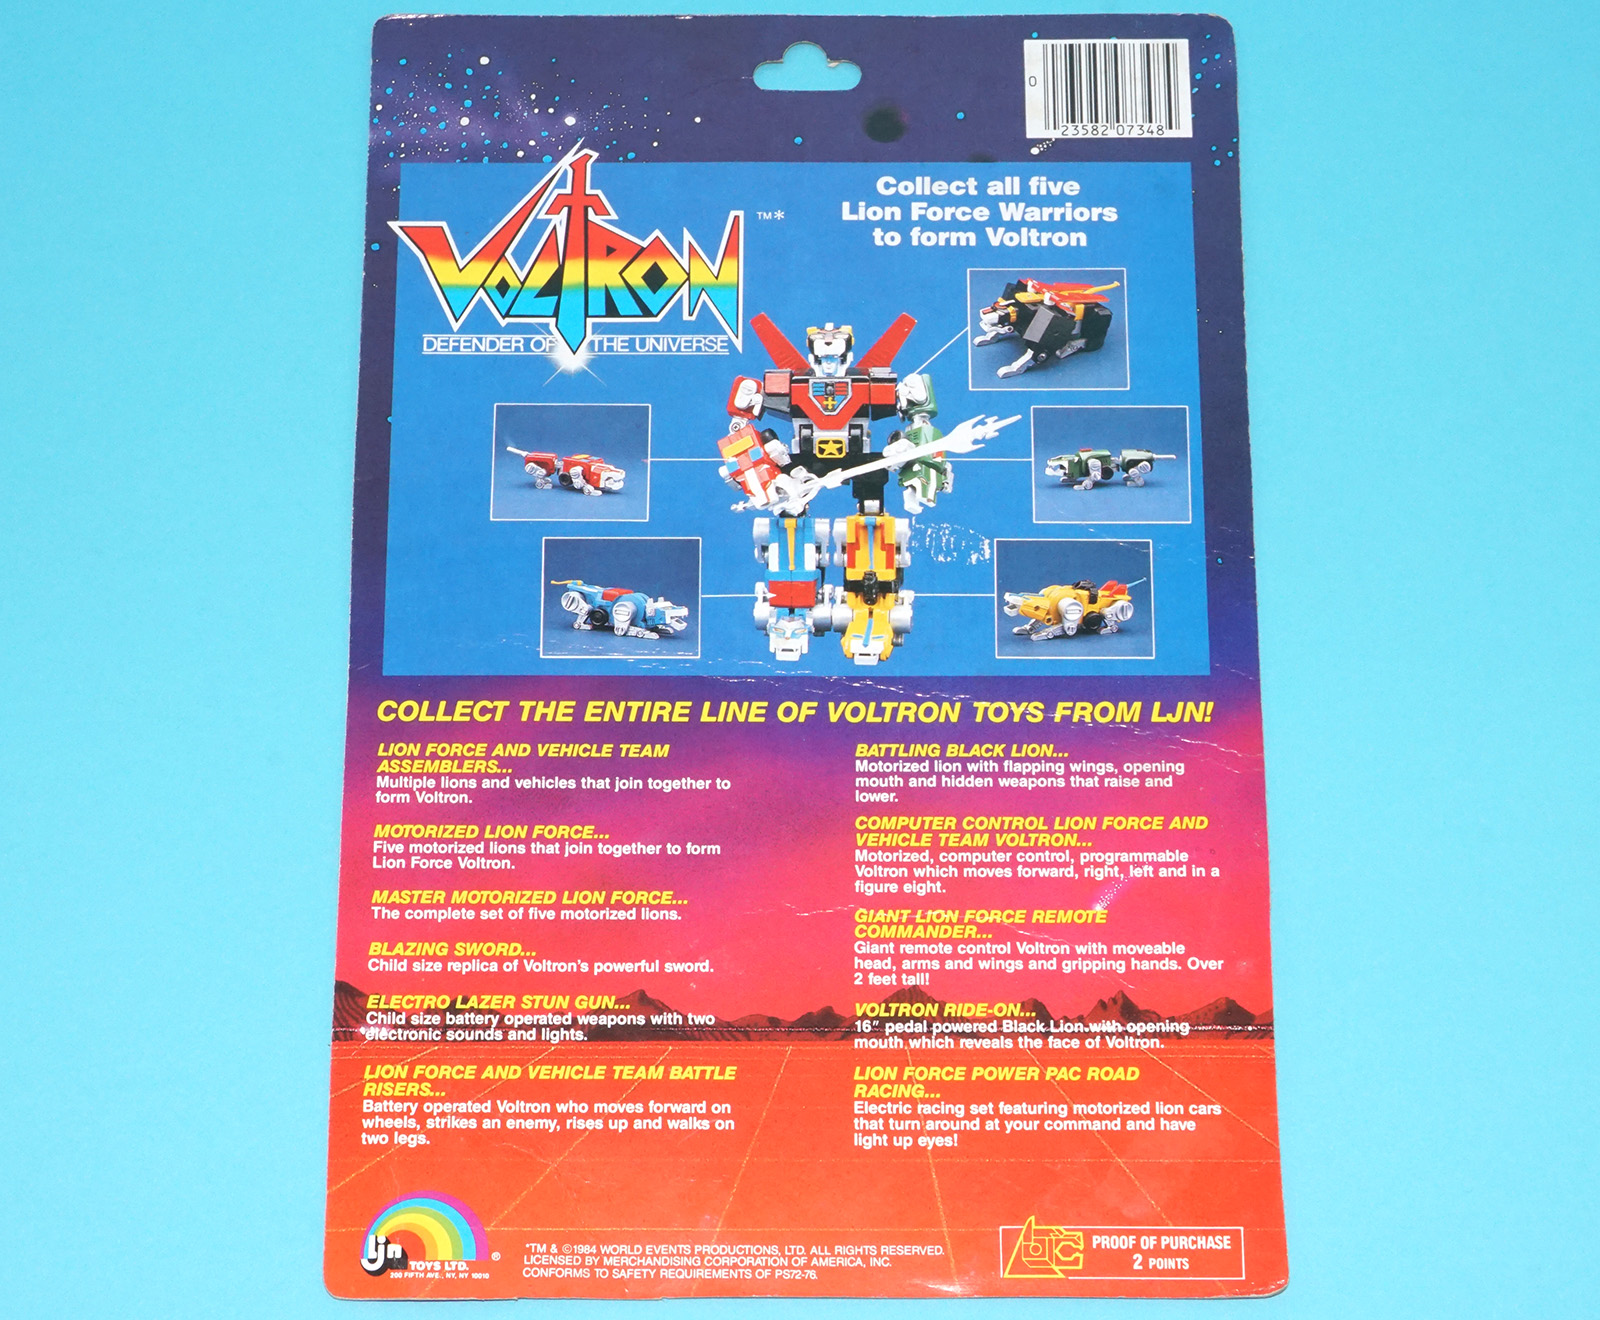 0
23582 07348
VOLTRON
TM*
DEFENDER OF THE UNIVERSE
Collect all five
Lion Force Warriors
to form Voltron
COLLECT THE ENTIRE LINE OF VOLTRON TOYS FROM LJN!
LION FORCE AND VEHICLE TEAM
ASSEMBLERS...
Multiple lions and vehicles that join together to
form Voltron.
MOTORIZED LION FORCE...
Five motorized lions that join together to form
Lion Force Voltron.
MASTER MOTORIZED LION FORCE...
The complete set of five motorized lions.
BLAZING SWORD...
Child size replica of Voltron's powerful sword.
ELECTRO LAZER STUN GUN...
Child size battery operated weapons with two
electronic sounds and lights.
LION FORCE AND VEHICLE TEAM BATTLE
RISERS...
Battery operated Voltron who moves forward on
wheels, strikes an enemy, rises up and walks on
two legs.
BATTLING BLACK LION...
Motorized lion with flapping wings, opening
mouth and hidden weapons that raise and
lower.
COMPUTER CONTROL LION FORCE AND
VEHICLE TEAM VOLTRON...
Motorized, computer control, programmable
Voltron which moves forward, right, left and in a
figure eight.
GIANT LION FORCE REMOTE
COMMANDER...
Giant remote control Voltron with moveable
head, arms and wings and gripping hands. Over
2 feet tall!
VOLTRON RIDE-ON...
16" pedal powered Black Lion with opening
mouth which reveals the face of Voltron.
LION FORCE POWER PAC ROAD
RACING...
Electric racing set featuring motorized lion cars
that turn around at your command and have
light up eyes!
ljn
TOYS LTD. ®
200 FIFTH AVE., NY, NY 10010
*TM & ©1984 WORLD EVENTS PRODUCTIONS, LTD. ALL RIGHTS RESERVED.
LICENSED BY MERCHANDISING CORPORATION OF AMERICA, INC.
CONFORMS TO SAFETY REQUIREMENTS OF PS72-76.
PROOF OF PURCHASE
2 POINTS